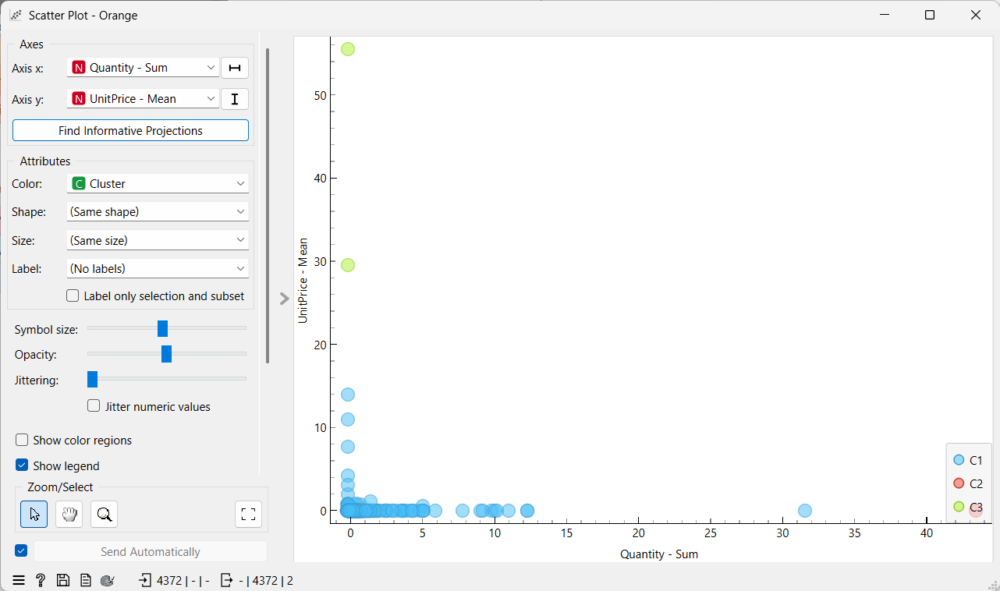 Scatter Plot - Orange
Axes
Axis x: N Quantity - Sum
Axis y: N UnitPrice - Mean
Find Informative Projections
Attributes
Color: C Cluster
Shape: (Same shape)
Size: (Same size)
Label: (No labels)
Label only selection and subset
Symbol size:
Opacity:
Jittering:
Jitter numeric values
Show color regions
Show legend
Zoom/Select
Send Automatically
4372 | - | -
- | 4372 | 2
UnitPrice - Mean
50
40
30
20
10
0
0 5 10 15 20 25 30 35 40
Quantity - Sum
C1
C2
C3